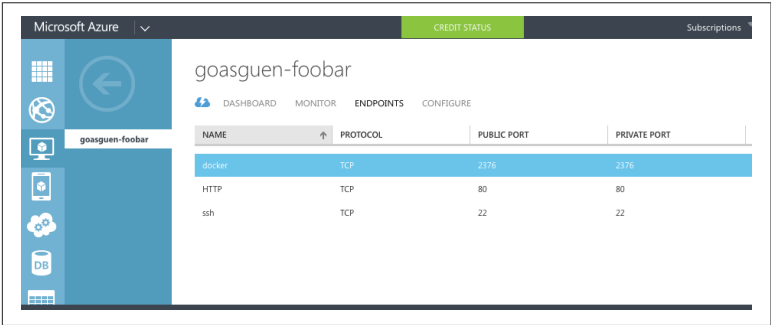 Microsoft Azure CREDIT STATUS Subscriptions
goasguen-foobar
DASHBOARD MONITOR ENDPOINTS CONFIGURE
goasguen-foobar
NAME PROTOCOL PUBLIC PORT PRIVATE PORT
docker TCP 2376 2376
HTTP TCP 80 80
ssh TCP 22 22
DB